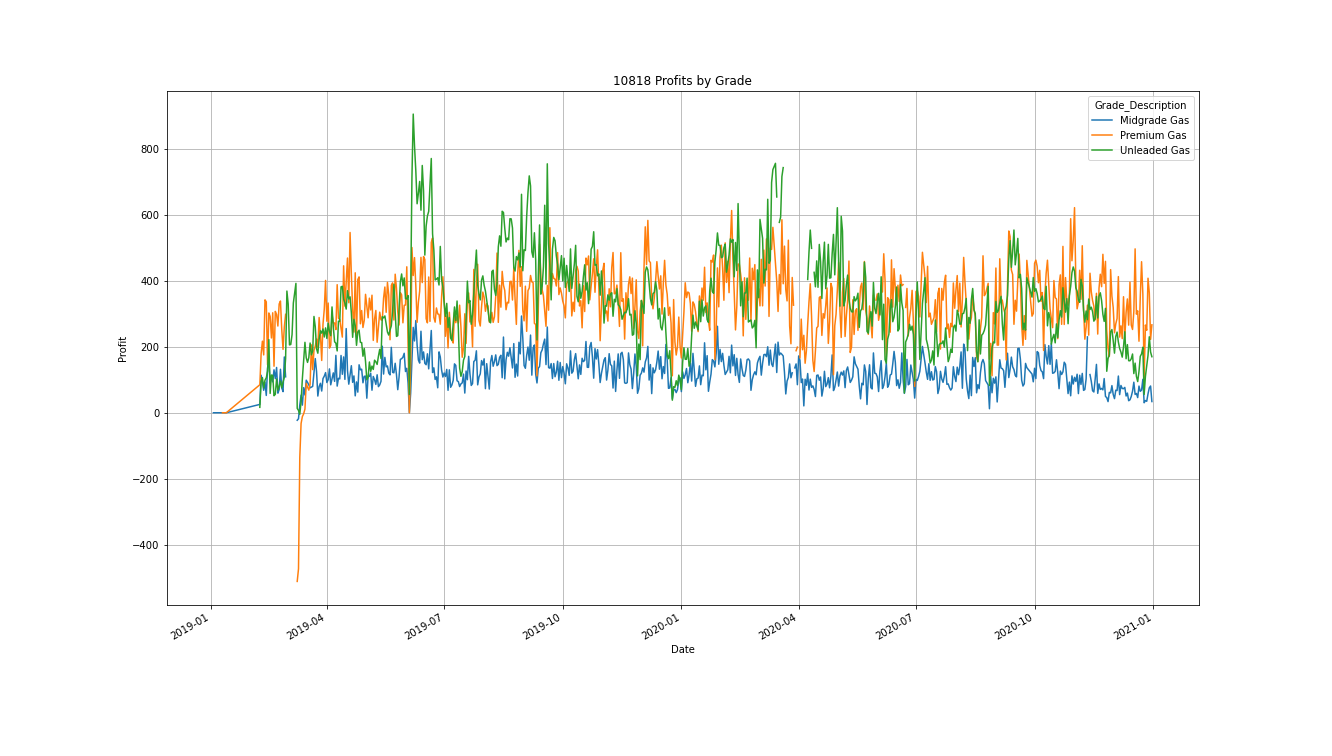 10818 Profits by Grade
Grade_Description
Midgrade Gas
Premium Gas
Unleaded Gas
Profit
800
600
400
200
0
−200
−400
2019-01
2019-04
2019-07
2019-10
2020-01
2020-04
2020-07
2020-10
2021-01
Date